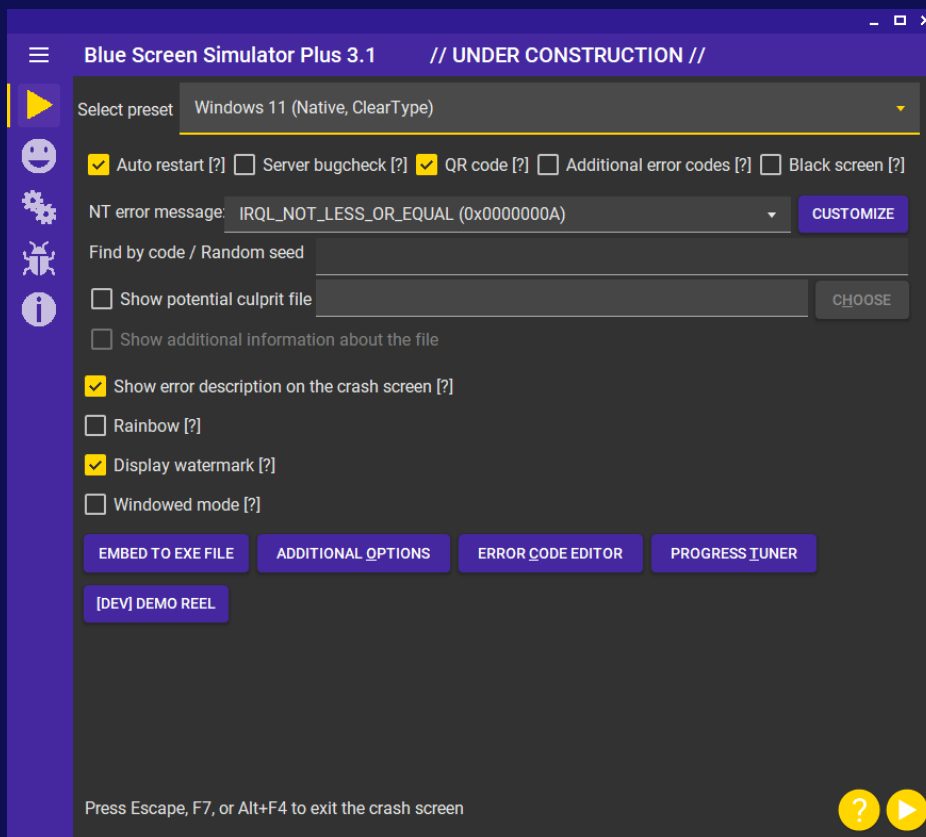 Blue Screen Simulator Plus 3.1 // UNDER CONSTRUCTION //
Select preset Windows 11 (Native, ClearType)
Auto restart [?] Server bugcheck [?] QR code [?] Additional error codes [?] Black screen [?]
NT error message: IRQL_NOT_LESS_OR_EQUAL (0x0000000A) CUSTOMIZE
Find by code / Random seed
Show potential culprit file CHOOSE
Show additional information about the file
Show error description on the crash screen [?]
Rainbow [?]
Display watermark [?]
Windowed mode [?]
EMBED TO EXE FILE ADDITIONAL OPTIONS ERROR CODE EDITOR PROGRESS TUNER
[DEV] DEMO REEL
Press Escape, F7, or Alt+F4 to exit the crash screen ?